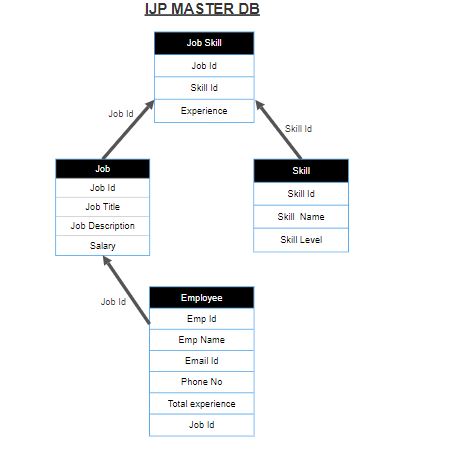 IJP MASTER DB
Job Skill
Job Id
Skill Id
Experience
Job Id
Skill Id
Job
Job Id
Job Title
Job Description
Salary
Skill
Skill Id
Skill Name
Skill Level
Job Id
Employee
Emp Id
Emp Name
Email Id
Phone No
Total experience
Job Id